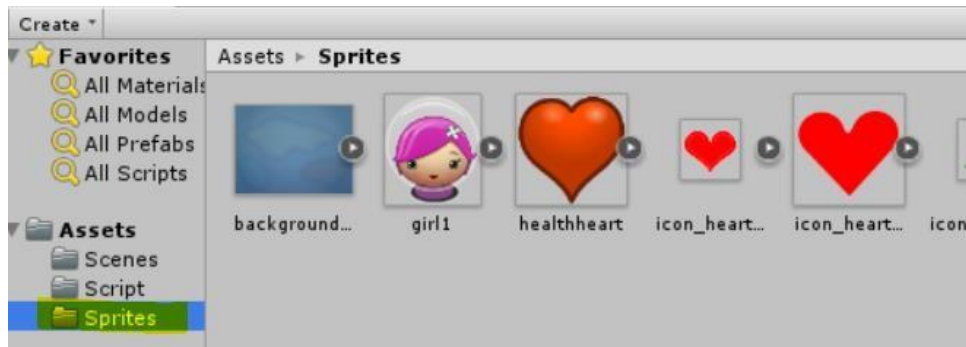 Create
Favorites
All Materials
All Models
All Prefabs
All Scripts
Assets
Scenes
Script
Sprites
Assets ▸ Sprites
background...
girl1
healthheart
icon_heart...
icon_heart...
icon